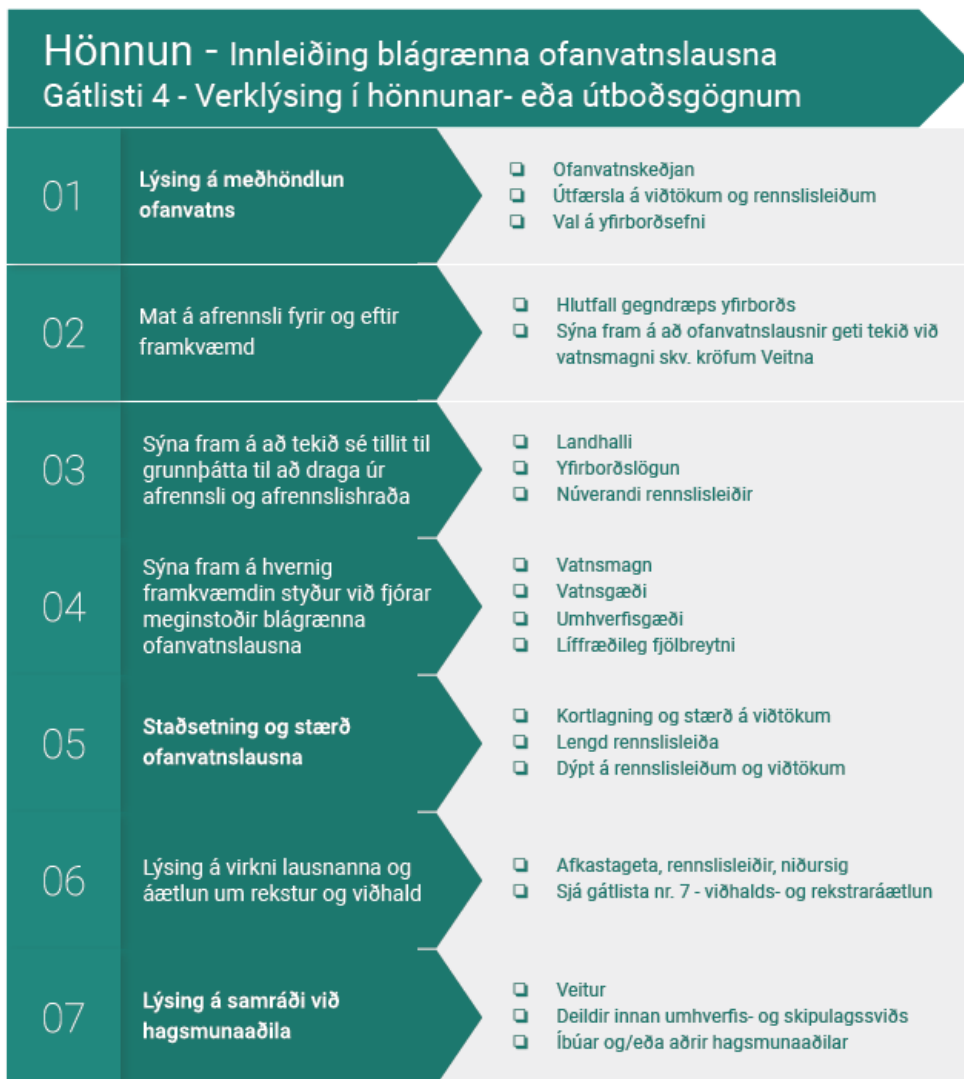 Hönnun - Innleiðing blágrænna ofanvatnslausna
Gátlisti 4 - Verklýsing í hönnunar- eða útboðsgögnum
01
Lýsing á meðhöndlun
ofanvatns
❏ Ofanvatnskeðjan
❏ Útfærsla á viðtökum og rennslisleiðum
❏ Val á yfirborðsefni
02
Mat á afrennsli fyrir og eftir
framkvæmd
❏ Hlutfall gegndræps yfirborðs
❏ Sýna fram á að ofanvatnslausnir geti tekið við
vatnsmagni skv. kröfum Veitna
03
Sýna fram á að tekið sé tillit til
grunnþátta til að draga úr
afrennsli og afrennslishraða
❏ Landhalli
❏ Yfirborðslögun
❏ Núverandi rennslisleiðir
04
Sýna fram á hvernig
framkvæmdin styður við fjórar
meginstoðir blágrænna
ofanvatnslausna
❏ Vatnsmagn
❏ Vatnsgæði
❏ Umhverfisgæði
❏ Líffræðileg fjölbreytni
05
Staðsetning og stærð
ofanvatnslausna
❏ Kortlagning og stærð á viðtökum
❏ Lengd rennslisleiða
❏ Dýpt á rennslisleiðum og viðtökum
06
Lýsing á virkni lausnanna og
áætlun um rekstur og viðhald
❏ Afkastageta, rennslisleiðir, niðursig
❏ Sjá gátlista nr. 7 - viðhalds- og rekstraráætlun
07
Lýsing á samráði við
hagsmunaaðila
❏ Veitur
❏ Deildir innan umhverfis- og skipulagssviðs
❏ Íbúar og/eða aðrir hagsmunaaðilar